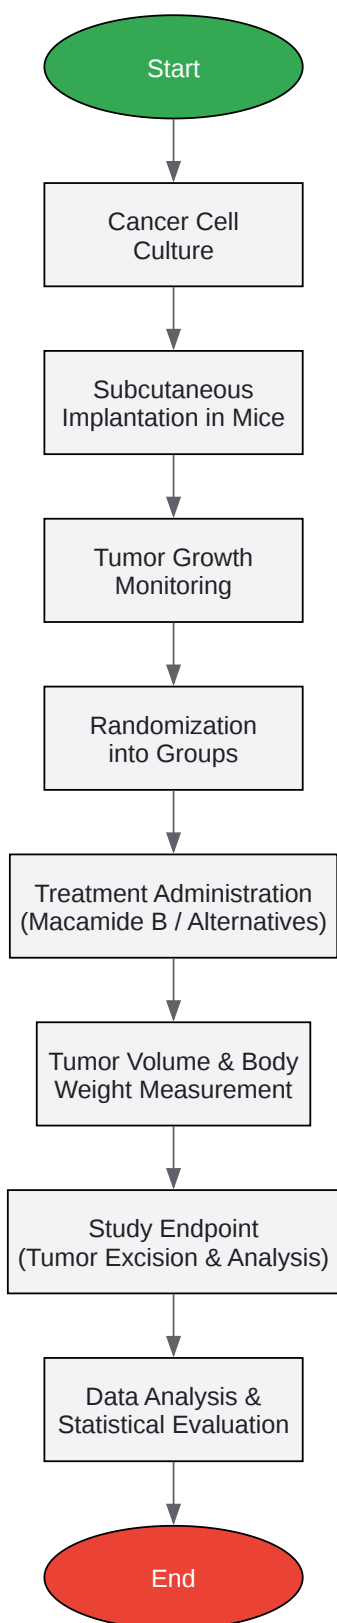 Start
Cancer Cell
Culture
Subcutaneous
Implantation in Mice
Tumor Growth
Monitoring
Randomization
into Groups
Treatment Administration
(Macamide B / Alternatives)
Tumor Volume & Body
Weight Measurement
Study Endpoint
(Tumor Excision & Analysis)
Data Analysis &
Statistical Evaluation
End